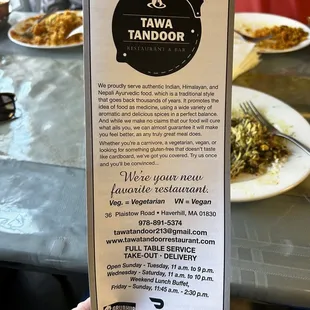 TAWA
TANDOOR
RESTAURANT & BAR
We proudly serve authentic Indian, Himalayan, and
Nepali Ayurvedic food, which is a traditional style
that goes back thousands of years. It promotes the
idea of food as medicine, using a wide variety of
aromatic and delicious spices in a perfect balance.
And while we make no claims that our food will cure
what ails you, we can almost guarantee it will make
you feel better, as any truly great meal does.
Whether you're a carnivore, a vegetarian, vegan, or
looking for something gluten-free that doesn't taste
like cardboard, we've got you covered. Try us once
and you'll be convinced..
We're your new
favorite restaurant.
Veg. = Vegetarian VN = Vegan
36 Plaistow Road • Haverhill, MA 01830
978-891-5374
tawatandoor213@gmail.com
www.tawatandoorrestaurant.com
FULL TABLE SERVICE
TAKE-OUT • DELIVERY
Open Sunday - Tuesday, 11 a.m. to 9 p.m.
Wednesday - Saturday, 11 a.m. to 10 p.m.
Weekend Lunch Buffet,
Friday - Sunday, 11:45 a.m. - 2:30 p.m.